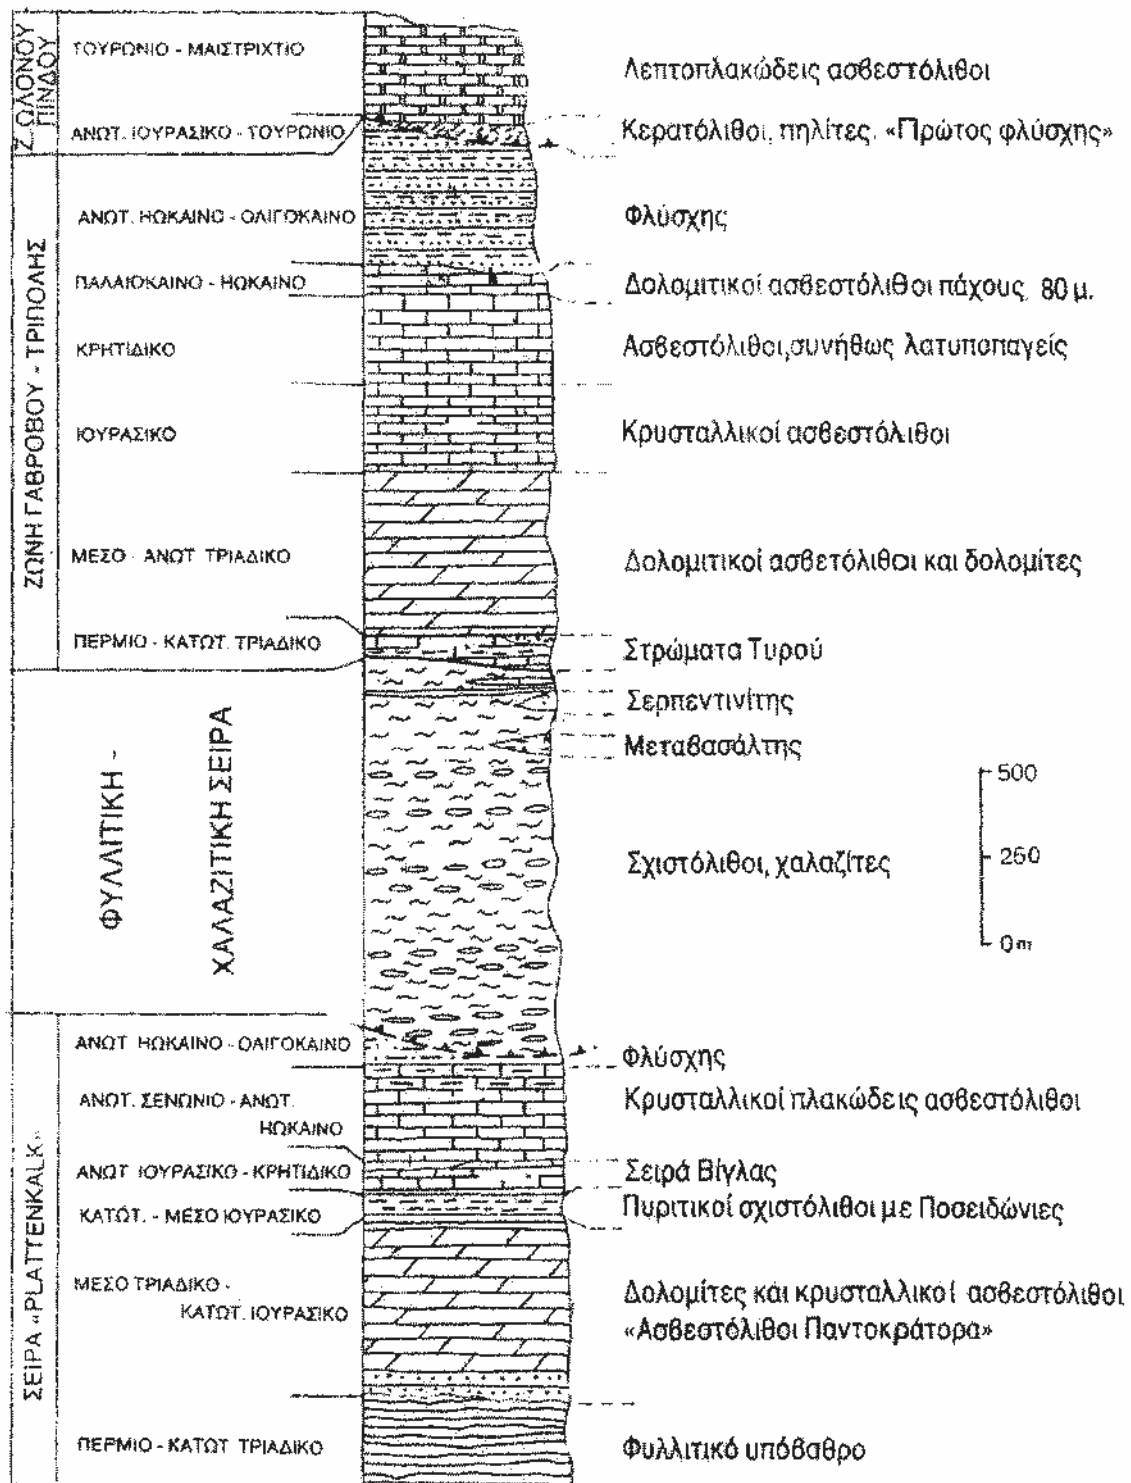 Ζ. ΩΛΟΝΟΥ
ΠΙΝΔΟΥ
ΤΟΥΡΩΝΙΟ - ΜΑΙΣΤΡΙΧΤΙΟ
Λεπτοπλακώδεις ασβεστόλιθοι
ΑΝΩΤ. ΙΟΥΡΑΣΙΚΟ - ΤΟΥΡΩΝΙΟ
Κερατόλιθοι, πηλίτες. «Πρώτος φλύσχης»
ΖΩΝΗ ΓΑΒΡΟΒΟΥ - ΤΡΙΠΟΛΗΣ
ΑΝΩΤ. ΗΩΚΑΙΝΟ - ΟΛΙΓΟΚΑΙΝΟ
Φλύσχης
ΠΑΛΑΙΟΚΑΙΝΟ - ΗΩΚΑΙΝΟ
Δολομιτικοί ασβεστόλιθοι πάχους 80 μ.
ΚΡΗΤΙΔΙΚΟ
Ασβεστόλιθοι,συνήθως λατυποπαγείς
ΙΟΥΡΑΣΙΚΟ
Κρυσταλλικοί ασβεστόλιθοι
ΜΕΣΟ - ΑΝΩΤ ΤΡΙΑΔΙΚΟ
Δολομιτικοί ασβετόλιθοι και δολομίτες
ΠΕΡΜΙΟ - ΚΑΤΩΤ. ΤΡΙΑΔΙΚΟ
Στρώματα Τυρού
ΦΥΛΛΙΤΙΚΗ -
ΧΑΛΑΖΙΤΙΚΗ ΣΕΙΡΑ
Σερπεντινίτης
Μεταβασάλτης
Σχιστόλιθοι, χαλαζίτες
500
250
0 m
ΣΕΙΡΑ «PLATTENKALK»
ΑΝΩΤ ΗΩΚΑΙΝΟ - ΟΛΙΓΟΚΑΙΝΟ
Φλύσχης
ΑΝΩΤ. ΣΕΝΩΝΙΟ - ΑΝΩΤ.
ΗΩΚΑΙΝΟ
Κρυσταλλικοί πλακώδεις ασβεστόλιθοι
ΑΝΩΤ ΙΟΥΡΑΣΙΚΟ - ΚΡΗΤΙΔΙΚΟ
Σειρά Βίγλας
ΚΑΤΩΤ. - ΜΕΣΟ ΙΟΥΡΑΣΙΚΟ
Πυριτικοί σχιστόλιθοι με Ποσειδώνιες
ΜΕΣΟ ΤΡΙΑΔΙΚΟ -
ΚΑΤΩΤ. ΙΟΥΡΑΣΙΚΟ
Δολομίτες και κρυσταλλικοί ασβεστόλιθοι
«Ασβεστόλιθοι Παντοκράτορα»
ΠΕΡΜΙΟ - ΚΑΤΩΤ ΤΡΙΑΔΙΚΟ
Φυλλιτικό υπόβαθρο